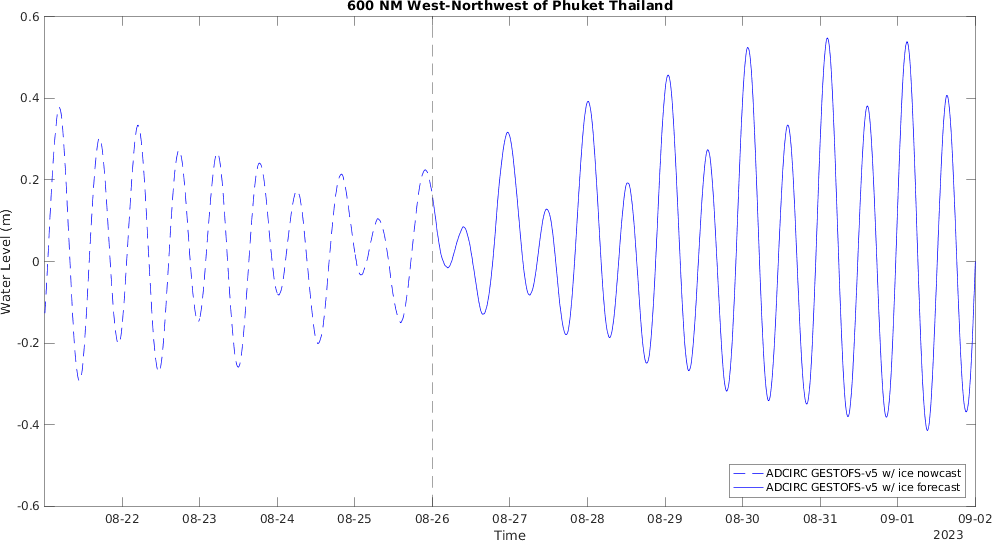 600 NM West-Northwest of Phuket Thailand
0.6
0.4
0.2
0
-0.2
-0.4
-0.6
Water Level (m)
ADCIRC GESTOFS-v5 w/ ice nowcast
ADCIRC GESTOFS-v5 w/ ice forecast
08-22 08-23 08-24 08-25 08-26 08-27 08-28 08-29 08-30 08-31 09-01 09-02
Time
2023